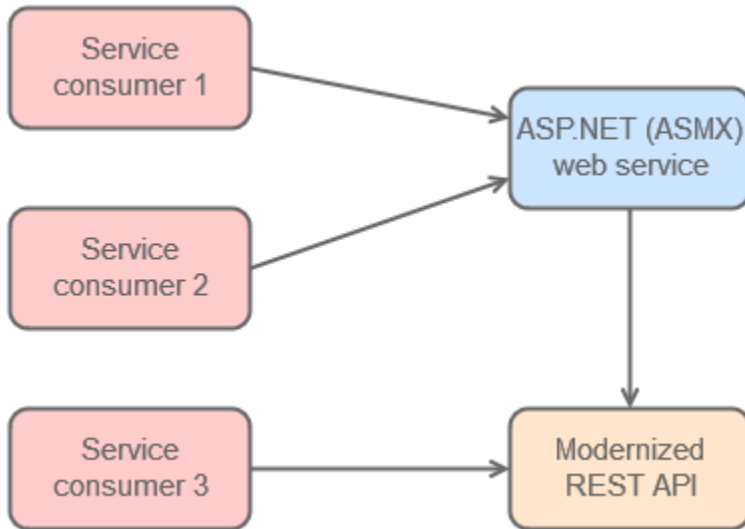 Service
consumer 1
ASP.NET (ASMX)
web service
Service
consumer 2
Service
consumer 3
Modernized
REST API